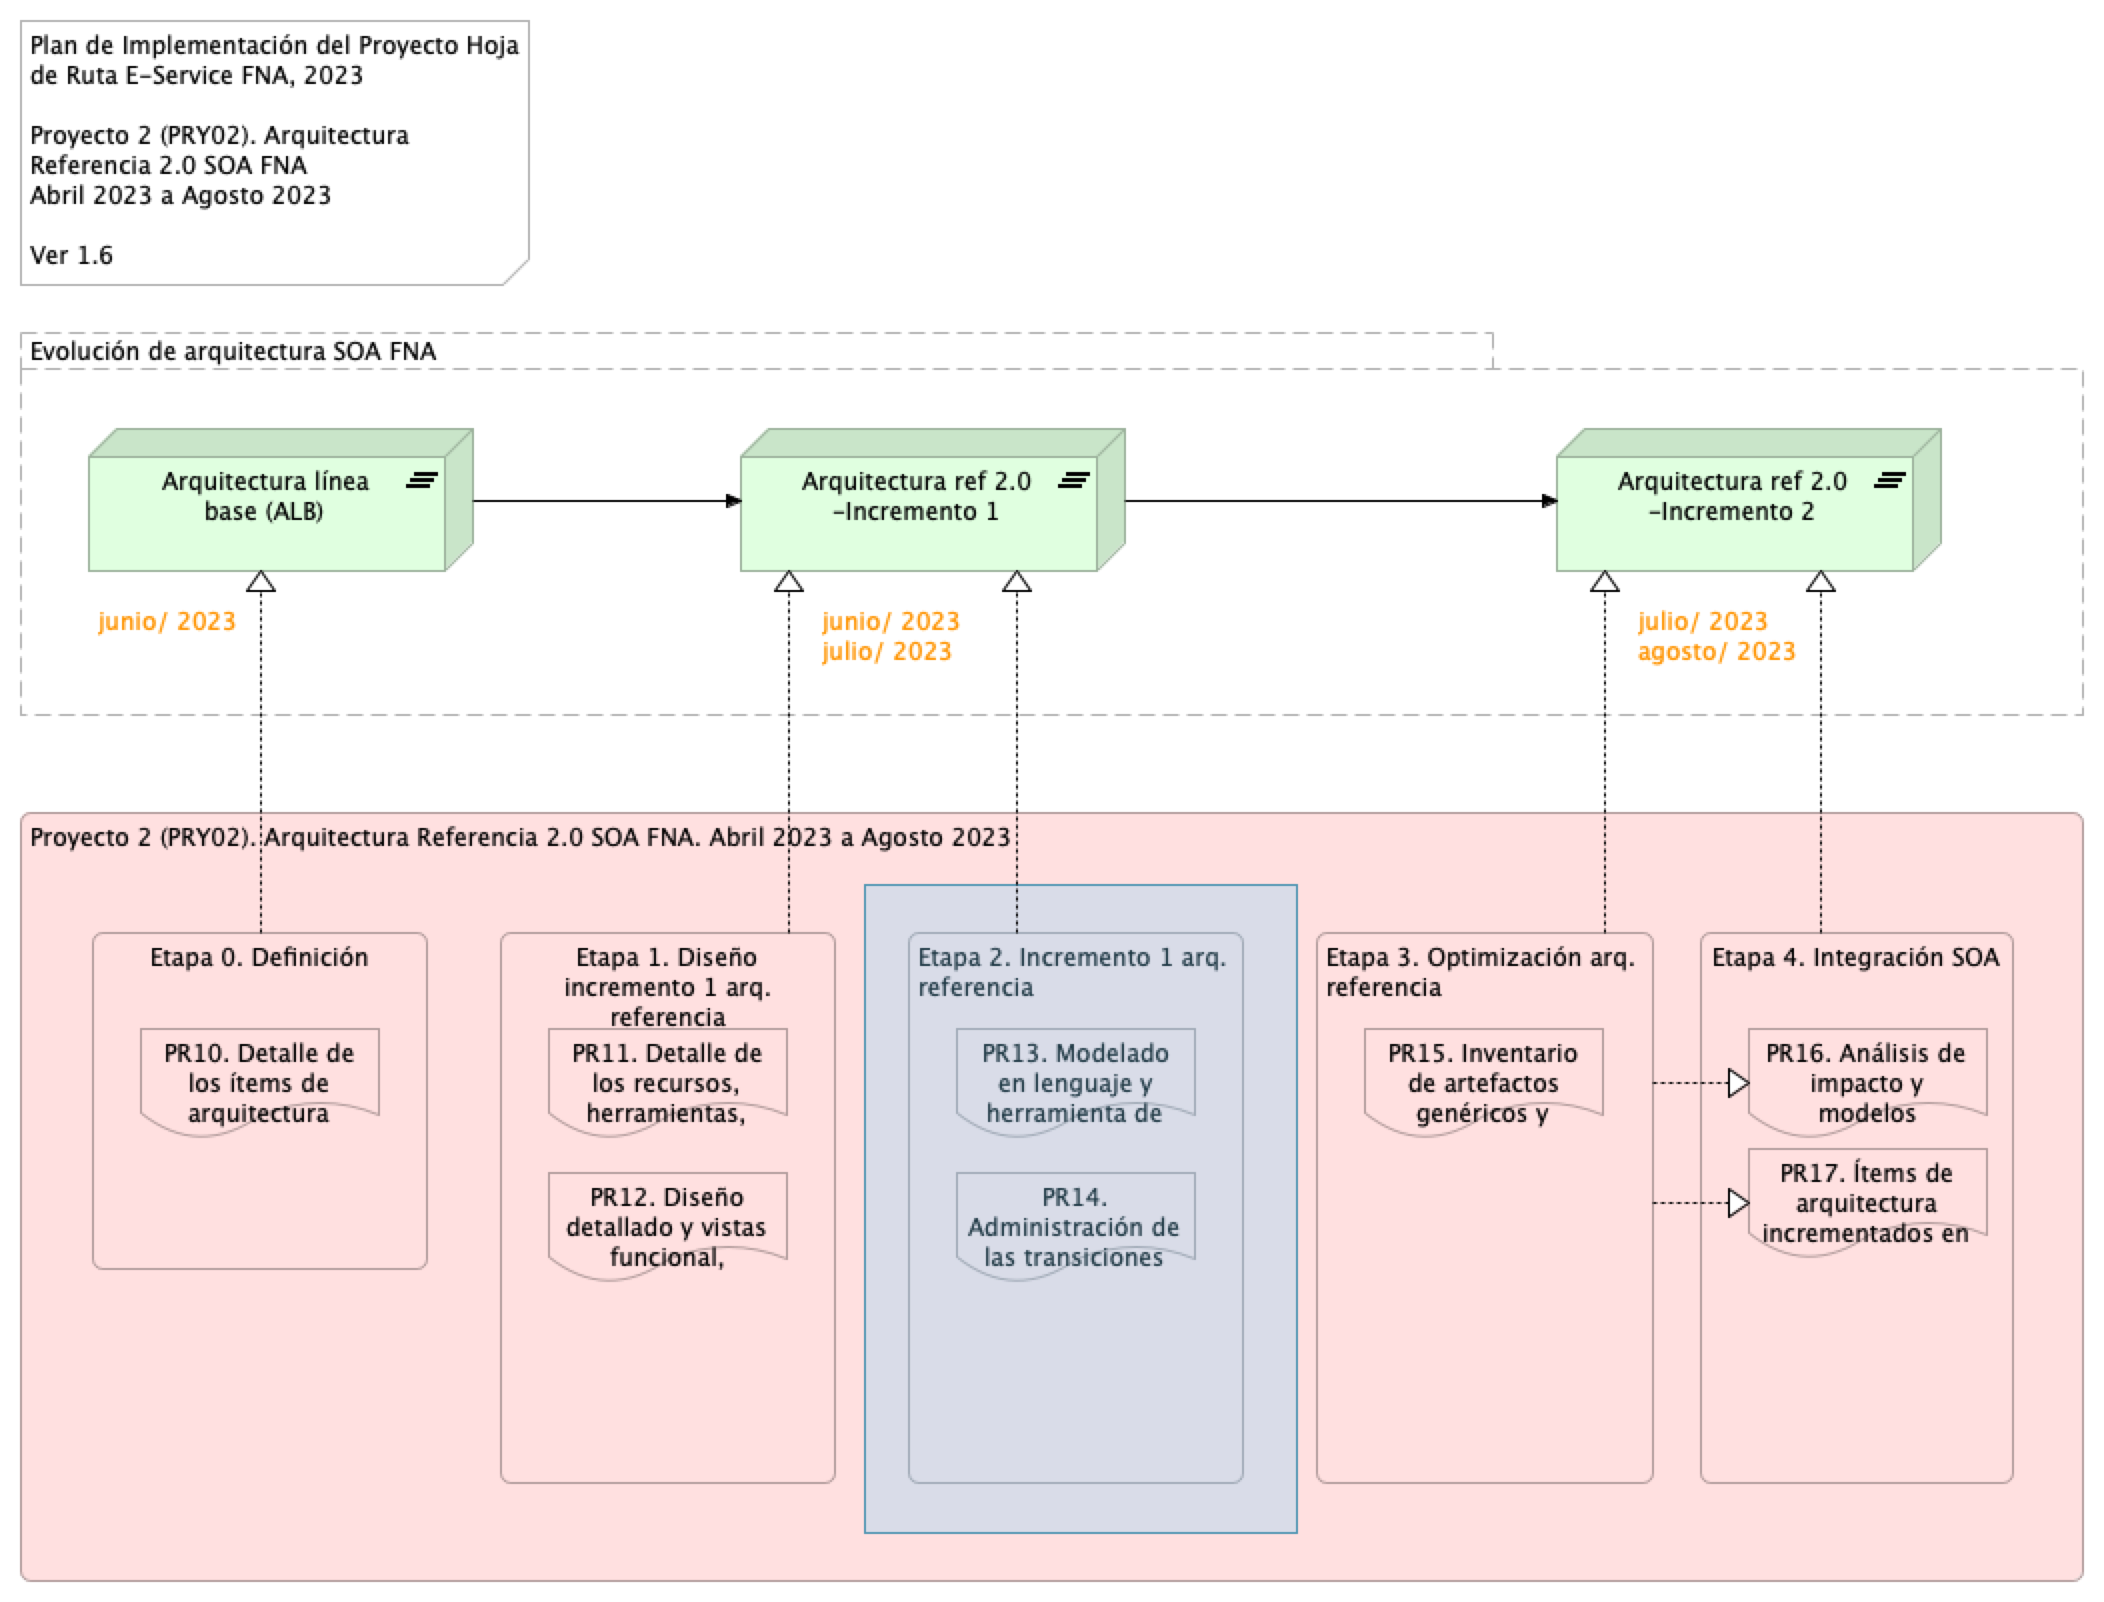 Plan de Implementación del Proyecto Hoja
de Ruta E-Service FNA, 2023
Proyecto 2 (PRY02). Arquitectura
Referencia 2.0 SOA FNA
Abril 2023 a Agosto 2023
Ver 1.6
Evolución de arquitectura SOA FNA
Arquitectura línea
base (ALB)
Arquitectura ref 2.0
-Incremento 1
Arquitectura ref 2.0
-Incremento 2
junio/ 2023
junio/ 2023
julio/ 2023
julio/ 2023
agosto/ 2023
Proyecto 2 (PRY02). Arquitectura Referencia 2.0 SOA FNA. Abril 2023 a Agosto 2023
Etapa 0. Definición
PR10. Detalle de
los ítems de
arquitectura
Etapa 1. Diseño
incremento 1 arq.
referencia
PR11. Detalle de
los recursos,
herramientas,
PR12. Diseño
detallado y vistas
funcional,
Etapa 2. Incremento 1 arq.
referencia
PR13. Modelado
en lenguaje y
herramienta de
PR14.
Administración de
las transiciones
Etapa 3. Optimización arq.
referencia
PR15. Inventario
de artefactos
genéricos y
Etapa 4. Integración SOA
PR16. Análisis de
impacto y
modelos
PR17. Ítems de
arquitectura
incrementados en